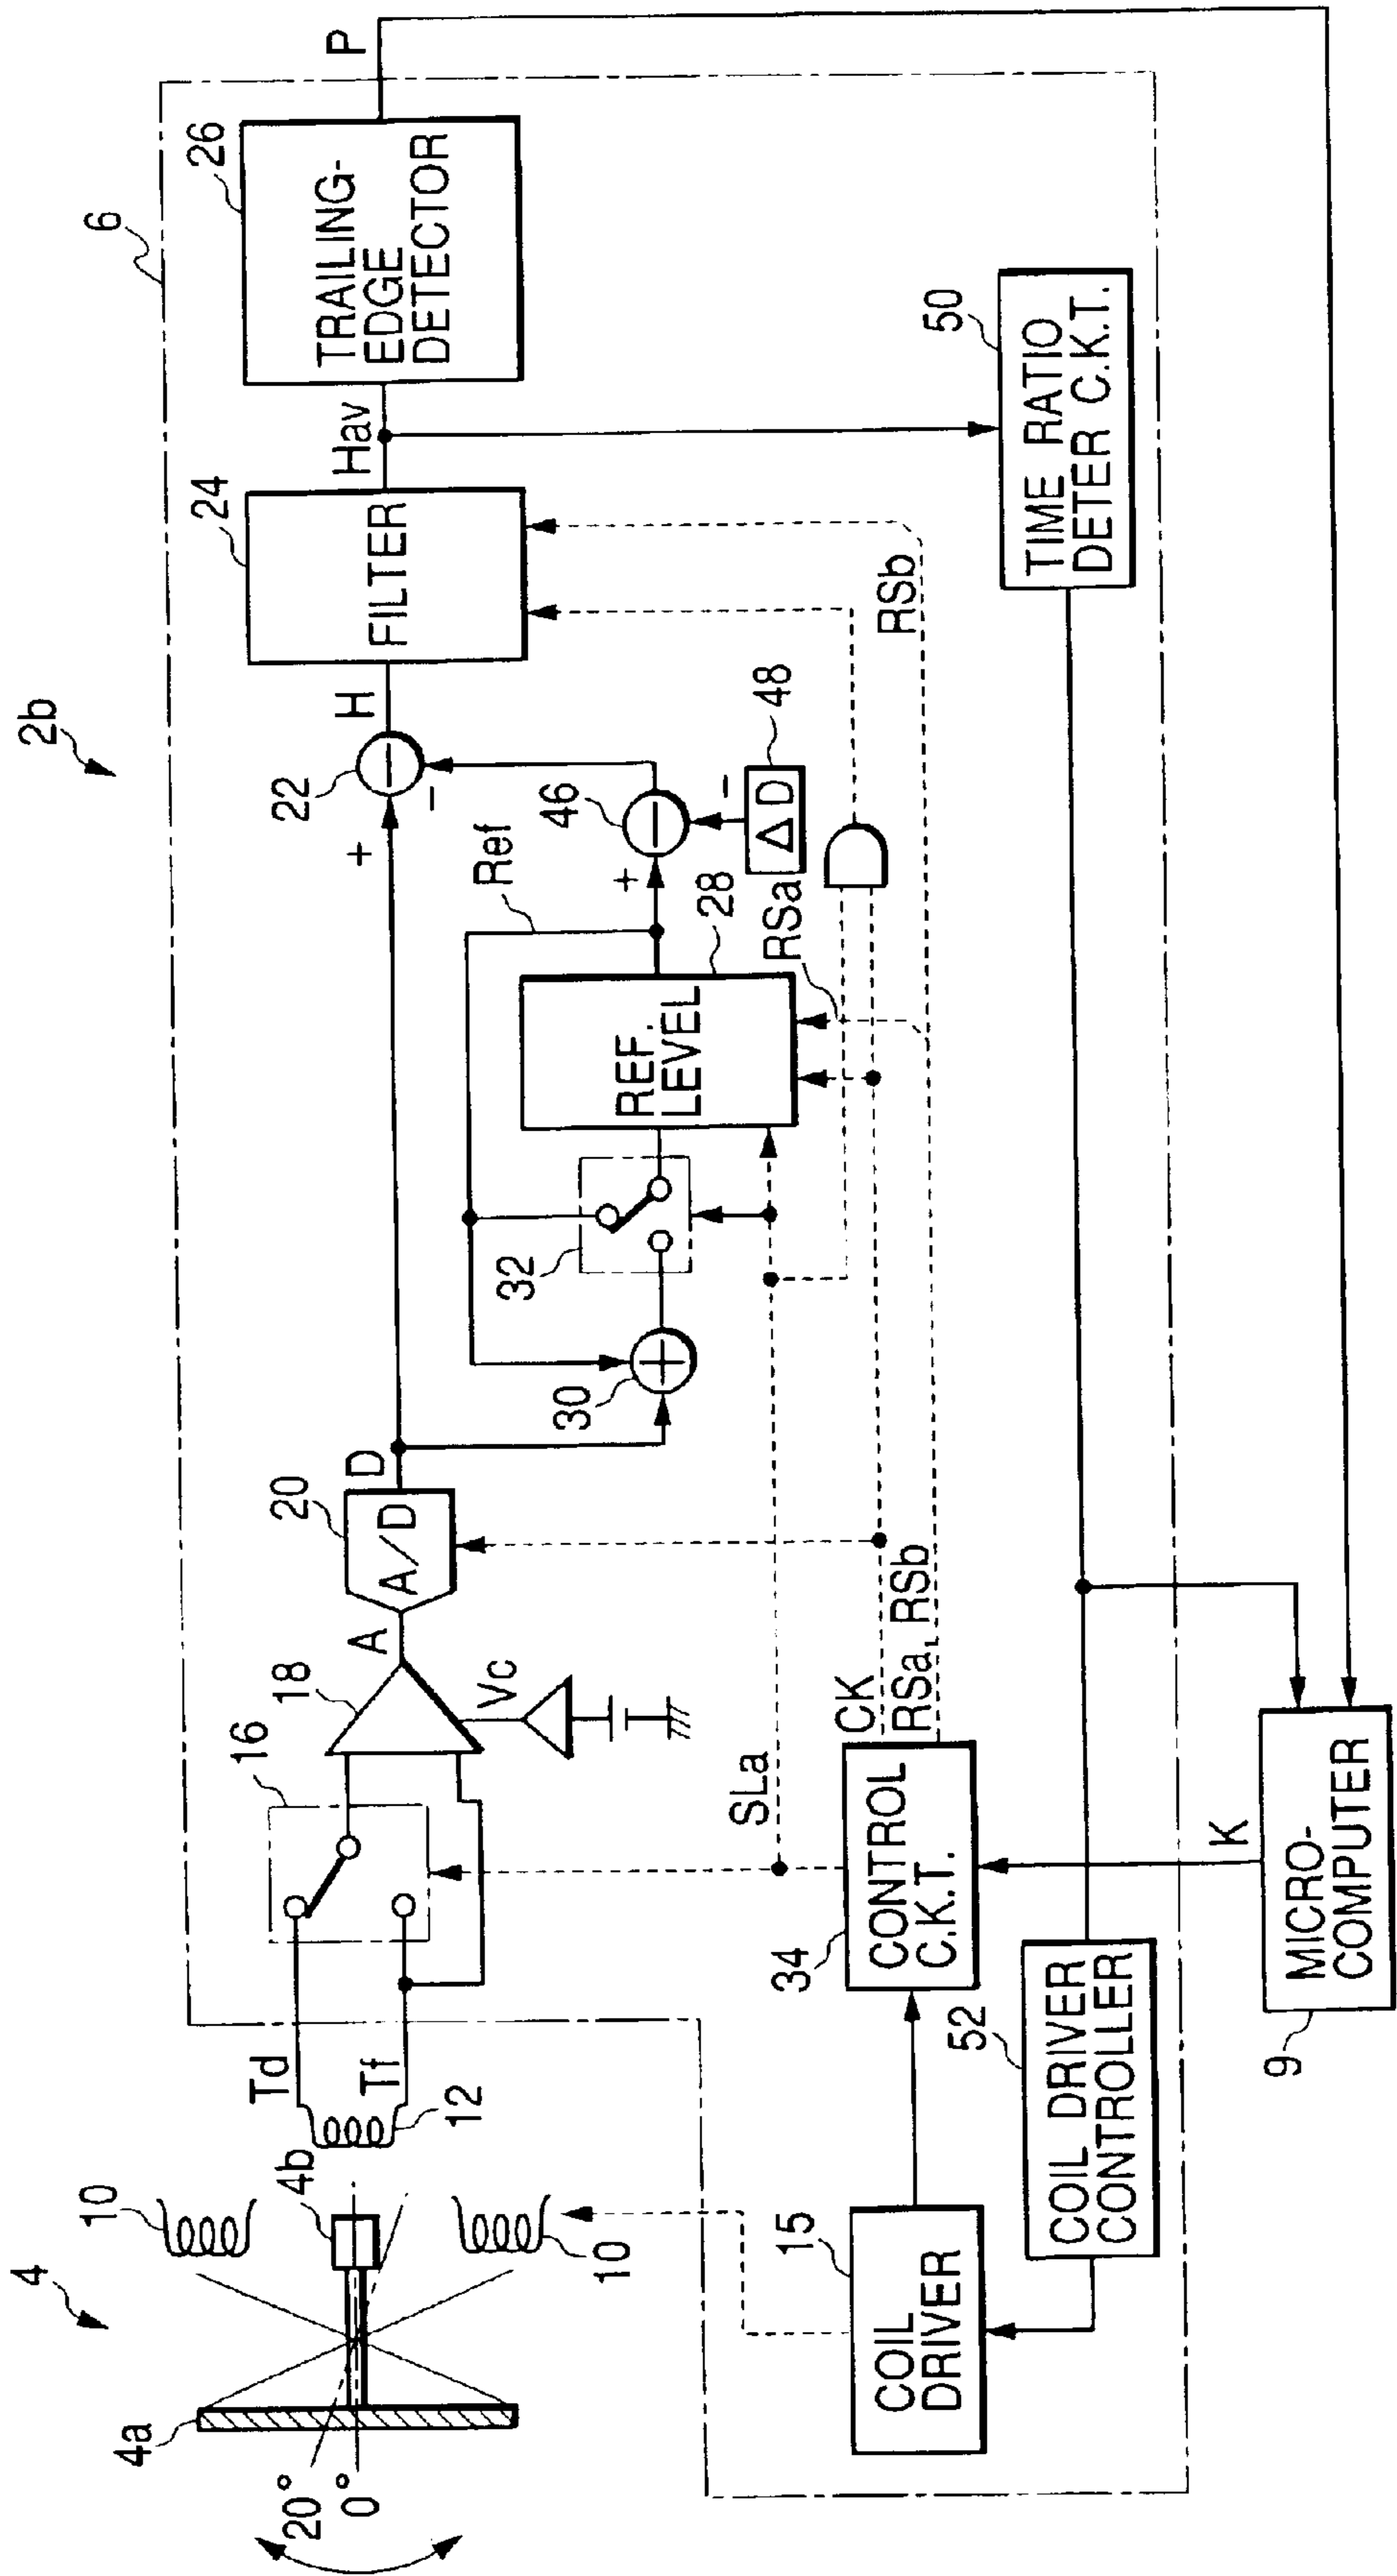 2b
4
4a
20°
0°
10
4b
10
12
Td
Tf
16
18
Vc
A
20
A/D
D
+
22
-
H
24
FILTER
Hav
26
TRAILING-
EDGE
DETECTOR
P
6
30
32
Ref
REF.
LEVEL
28
RSa
+
46
-
ΔD
48
RSb
SLa
CK
RSa, RSb
34
CONTROL
C.K.T.
15
COIL
DRIVER
52
COIL DRIVER
CONTROLLER
50
TIME RATIO
DETER C.K.T.
K
9
MICRO-
COMPUTER